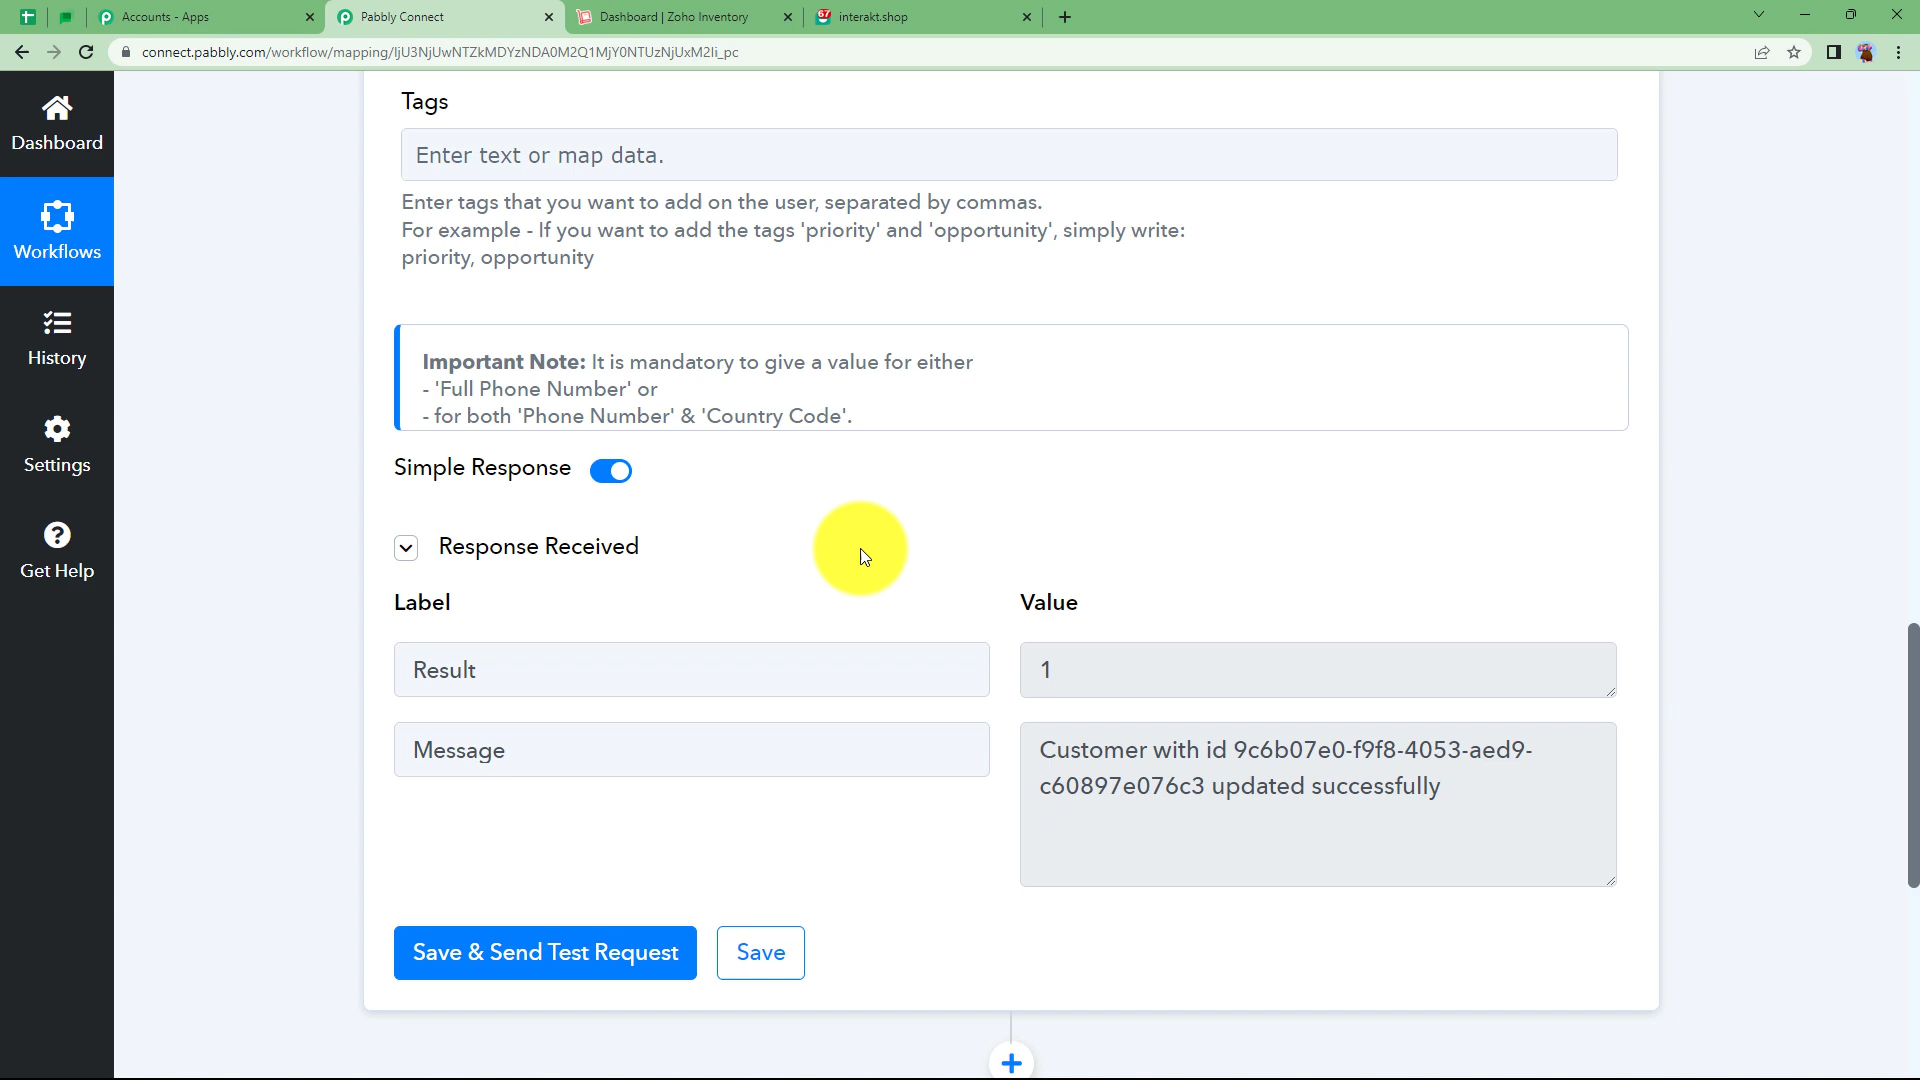 Accounts - Apps
Pabbly Connect
Dashboard | Zoho Inventory
67
interakt.shop
connect.pabbly.com/workflow/mapping/IjU3NjUwNTZkMDYzNDA0M2Q1MjY0NTUzNjUxM2Ii_pc
Dashboard
Workflows
History
Settings
Get Help
Tags
Enter text or map data.
Enter tags that you want to add on the user, separated by commas.
For example - If you want to add the tags 'priority' and 'opportunity', simply write:
priority, opportunity
Important Note: It is mandatory to give a value for either
- 'Full Phone Number' or
- for both 'Phone Number' & 'Country Code'.
Simple Response
Response Received
Label
Value
Result
1
Message
Customer with id 9c6b07e0-f9f8-4053-aed9-
c60897e076c3 updated successfully
Save & Send Test Request
Save